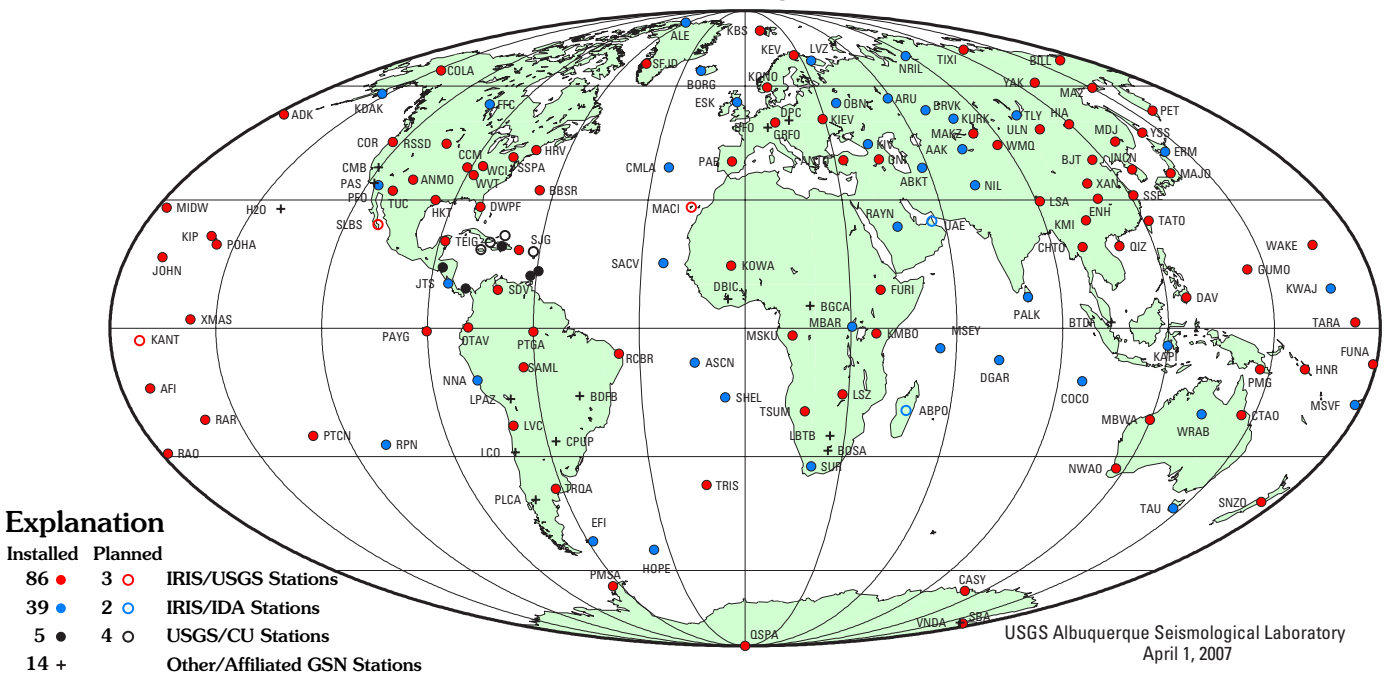 ALE
KBS
KEV
LVZ
TIXI
BILL
NRIL
SFJD
BORG
KONO
COLA
YAK
MA2
KDAK
FFC
ESK
OBN
ARU
BRVK
KURK
TLY
HIA
PET
ADK
DPC
BFO
GRFO
KIEV
MAKZ
ULN
MDJ
YSS
COR
RSSD
CCM
HRV
SSPA
WCI
WVT
CMB
PAS
PFO
TUC
ANMO
CMLA
PAB
ANTO
KIV
GNI
AAK
WMQ
BJT
INCN
ERM
MAJO
ABKT
NIL
XAN
SSE
BBSR
HKT
DWPF
MIDW
H2O
SLBS
MACI
RAYN
UAE
LSA
ENH
KMI
TATO
KIP
POHA
JOHN
TEIG
SJG
CHTO
QIZ
WAKE
GUMO
KWAJ
SACV
KOWA
DBIC
JTS
SDV
BGCA
FURI
PALK
DAV
XMAS
KANT
PAYG
OTAV
PTGA
MBAR
MSKU
KMBO
MSEY
BTDF
TARA
FUNA
RCBR
SAML
ASCN
DGAR
KAPI
PMG
HNR
NNA
AFI
LPAZ
BDFB
SHEL
TSUM
LSZ
ABPO
COCO
MSVF
RAR
PTCN
RPN
LVC
CPUP
LCO
LBTB
BOSA
SUR
MBWA
WRAB
CTAO
RAO
NWAO
TRIS
TRQA
PLCA
TAU
SNZO
EFI
HOPE
PMSA
CASY
VNDA
SBA
QSPA
Explanation
Installed Planned
86 3 IRIS/USGS Stations
39 2 IRIS/IDA Stations
5 4 USGS/CU Stations
14 + Other/Affiliated GSN Stations
USGS Albuquerque Seismological Laboratory
April 1, 2007